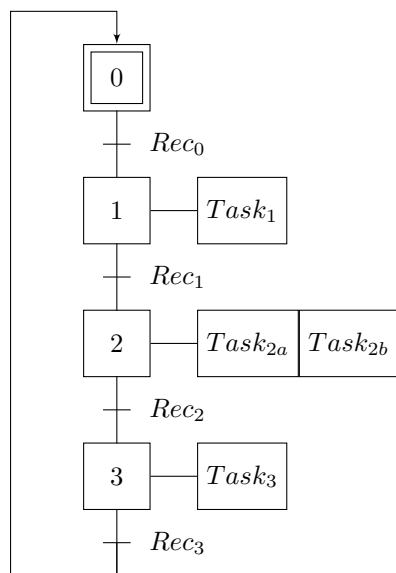 0
Rec₀
1 Task₁
Rec₁
2 Task₂ₐ Task₂b
Rec₂
3 Task₃
Rec₃